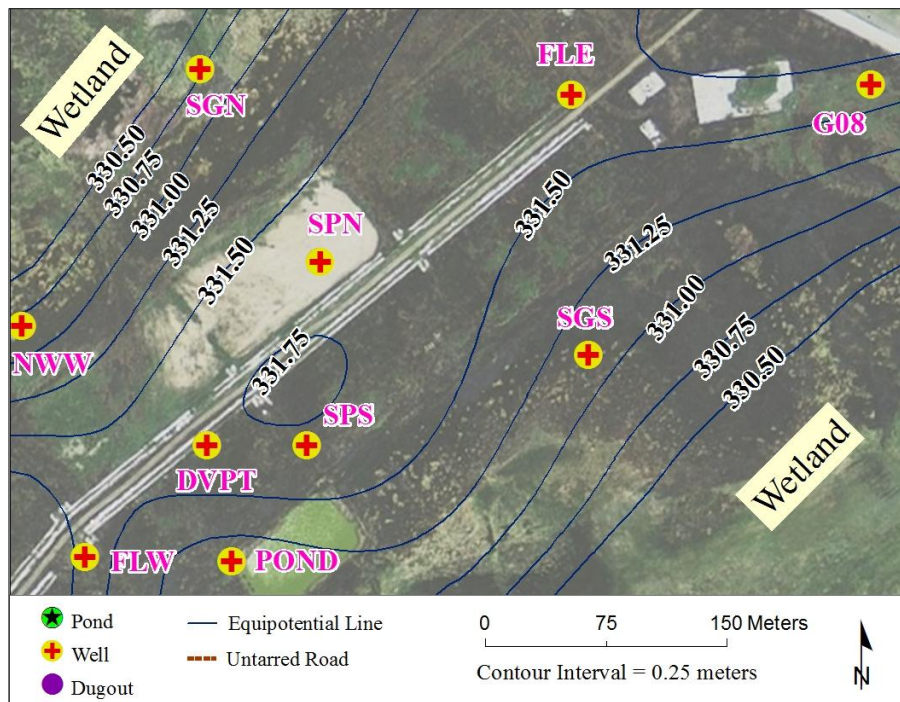 Wetland
SGN
FLE
G08
330.50
330.75
331.00
331.25
331.50
SPN
331.50
331.25
331.00
330.75
330.50
SGS
NWW
331.75
SPS
DVPT
Wetland
FLW
POND
Pond
Well
Dugout
Equipotential Line
Untarred Road
0 75 150 Meters
Contour Interval = 0.25 meters
N